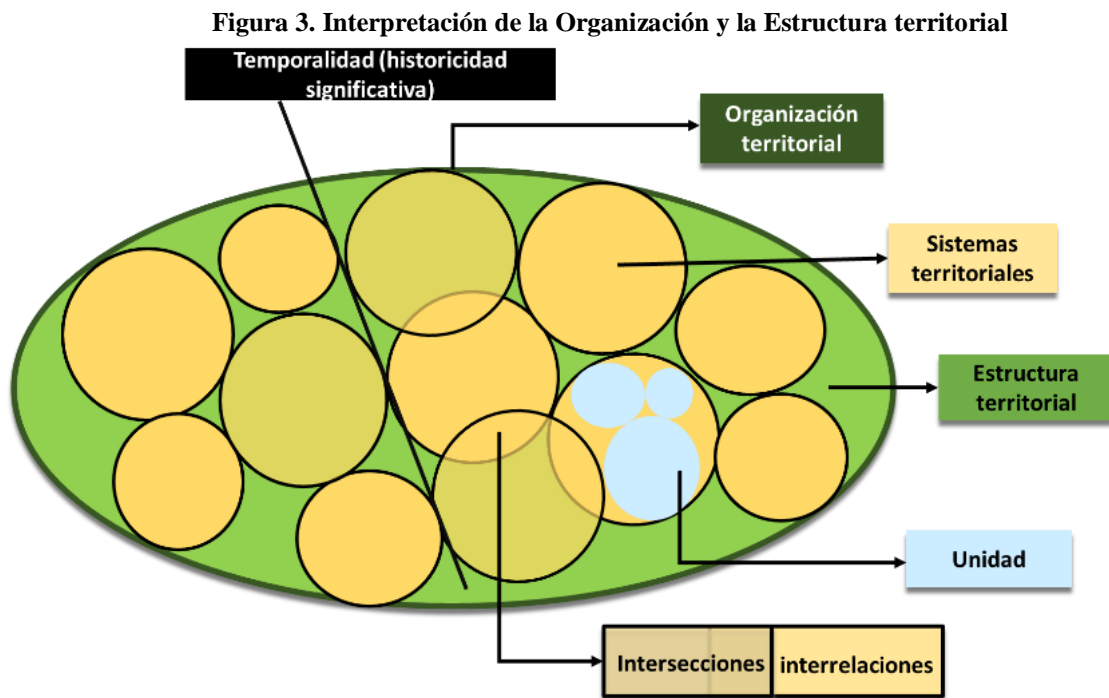 Figura 3. Interpretación de la Organización y la Estructura territorial
Temporalidad (historicidad
significativa)
Organización
territorial
Sistemas
territoriales
Estructura
territorial
Unidad
Intersecciones
interrelaciones